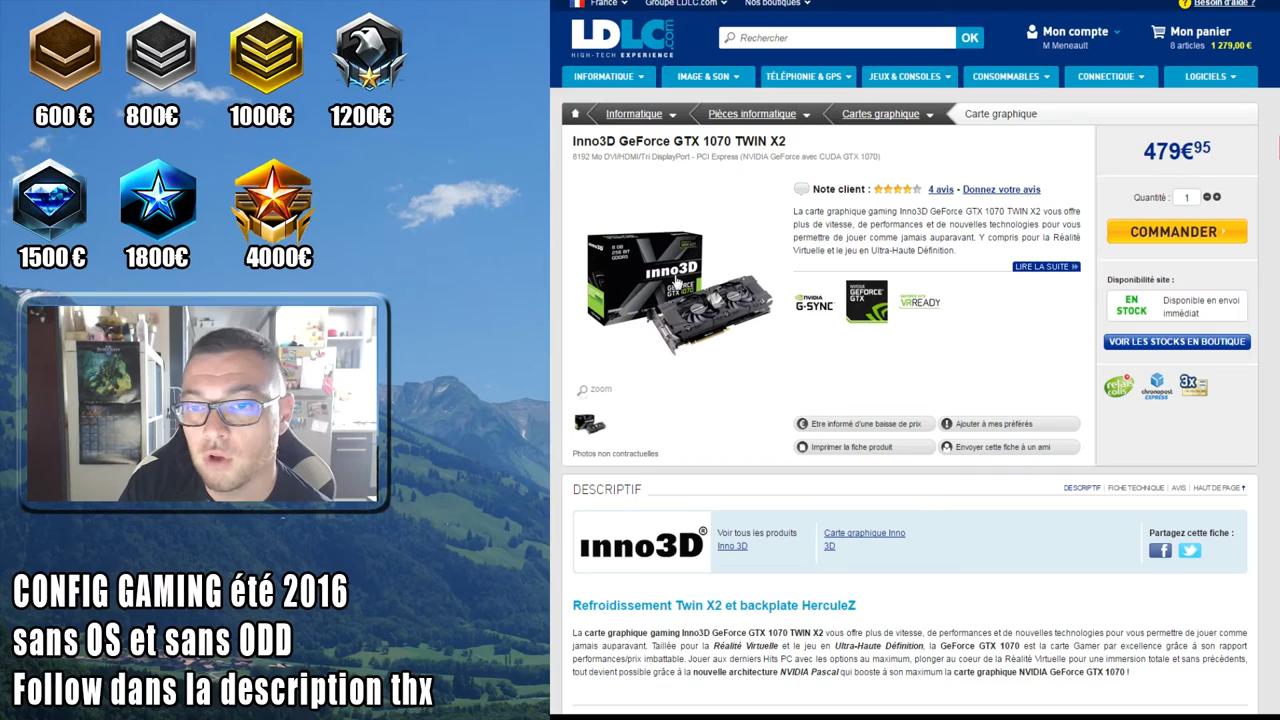 600€ 800€ 1000€ 1200€
1500€ 1800€ 4000€
CONFIG GAMING été 2016
sans OS et sans ODD
Follow dans la description thx
France Groupe LDLC.com Nos boutiques Besoin d'aide ?
LDLC.com
HIGH-TECH EXPERIENCE
Rechercher OK
Mon compte
M Meneault
Mon panier
8 articles 1 279,00 €
INFORMATIQUE IMAGE & SON TÉLÉPHONIE & GPS JEUX & CONSOLES CONSOMMABLES CONNECTIQUE LOGICIELS
Informatique Pièces informatique Cartes graphique Carte graphique
Inno3D GeForce GTX 1070 TWIN X2
8192 Mo DVI/HDMI/Tri DisplayPort - PCI Express (NVIDIA GeForce avec CUDA GTX 1070)
Note client : 4 avis - Donnez votre avis
La carte graphique gaming Inno3D GeForce GTX 1070 TWIN X2 vous offre
plus de vitesse, de performances et de nouvelles technologies pour vous
permettre de jouer comme jamais auparavant. Y compris pour la Réalité
Virtuelle et le jeu en Ultra-Haute Définition.
LIRE LA SUITE
inno3D
NVIDIA
G-SYNC
GEFORCE
GTX
GEFORCE GTX
VR READY
zoom
Photos non contractuelles
Etre informé d'une baisse de prix Ajouter à mes préférés
Imprimer la fiche produit Envoyer cette fiche à un ami
479€95
Quantité : 1
COMMANDER
Disponibilité site :
EN
STOCK
Disponible en envoi
immédiat
VOIR LES STOCKS EN BOUTIQUE
relais
colis
chronopost
EXPRESS
3x
DESCRIPTIF
DESCRIPTIF | FICHE TECHNIQUE | AVIS | HAUT DE PAGE
inno3D®
Voir tous les produits
Inno 3D
Carte graphique Inno
3D
Partagez cette fiche :
Refroidissement Twin X2 et backplate HerculeZ
La carte graphique gaming Inno3D GeForce GTX 1070 TWIN X2 vous offre plus de vitesse, de performances et de nouvelles technologies pour vous permettre de jouer comme
jamais auparavant. Taillée pour la Réalité Virtuelle et le jeu en Ultra-Haute Définition, la GeForce GTX 1070 est la carte Gamer par excellence grâce à son rapport
performances/prix imbattable. Jouer aux derniers Hits PC avec les options au maximum, plonger au coeur de la Réalité Virtuelle pour une immersion totale et sans précédents,
tout devient possible grâce à la nouvelle architecture NVIDIA Pascal qui booste à son maximum la carte graphique NVIDIA GeForce GTX 1070 !